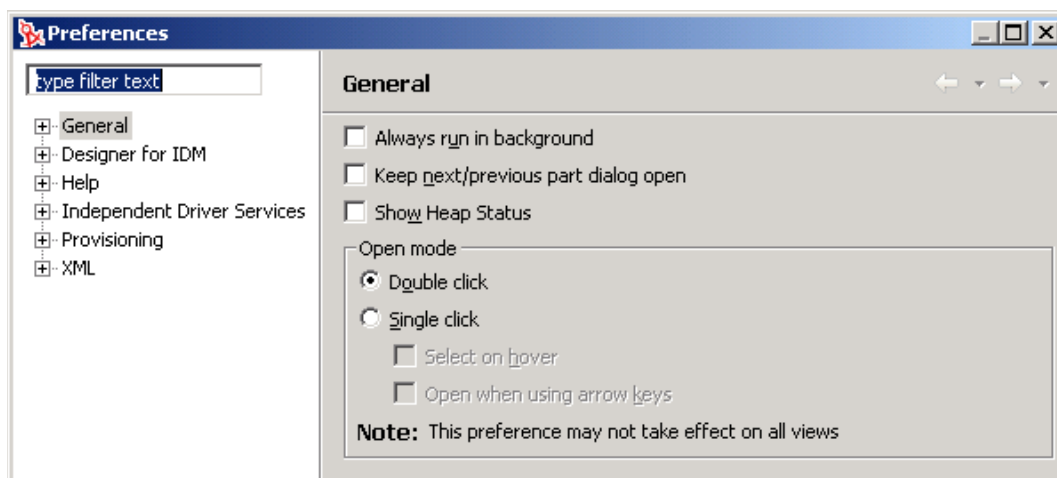 Preferences
type filter text
General
Designer for IDM
Help
Independent Driver Services
Provisioning
XML
General
Always run in background
Keep next/previous part dialog open
Show Heap Status
Open mode
Double click
Single click
Select on hover
Open when using arrow keys
Note: This preference may not take effect on all views